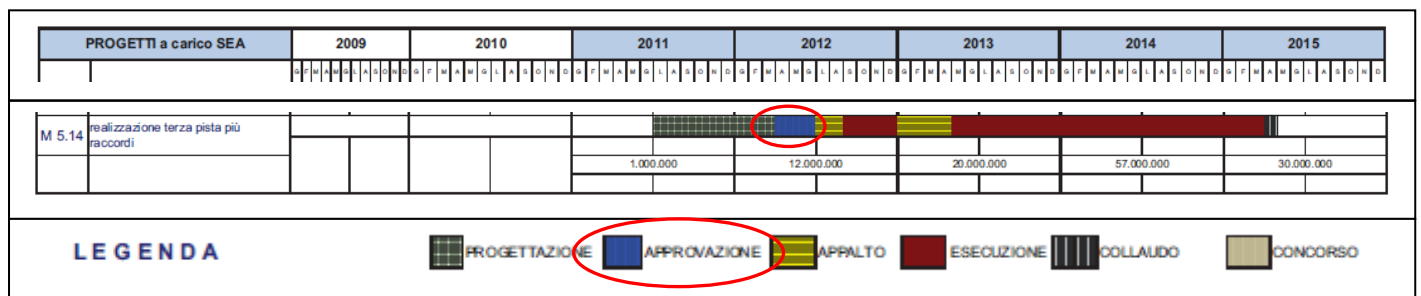 PROGETTI a carico SEA 2009 2010 2011 2012 2013 2014 2015
G F M A M G L A S O N D G F M A M G L A S O N D G F M A M G L A S O N D G F M A M G L A S O N D G F M A M G L A S O N D G F M A M G L A S O N D G F M A M G L A S O N D
M 5.14 realizzazione terza pista più
raccordi
1.000.000 12.000.000 20.000.000 57.000.000 30.000.000
LEGENDA PROGETTAZIONE APPROVAZIONE APPALTO ESECUZIONE COLLAUDO CONCORSO